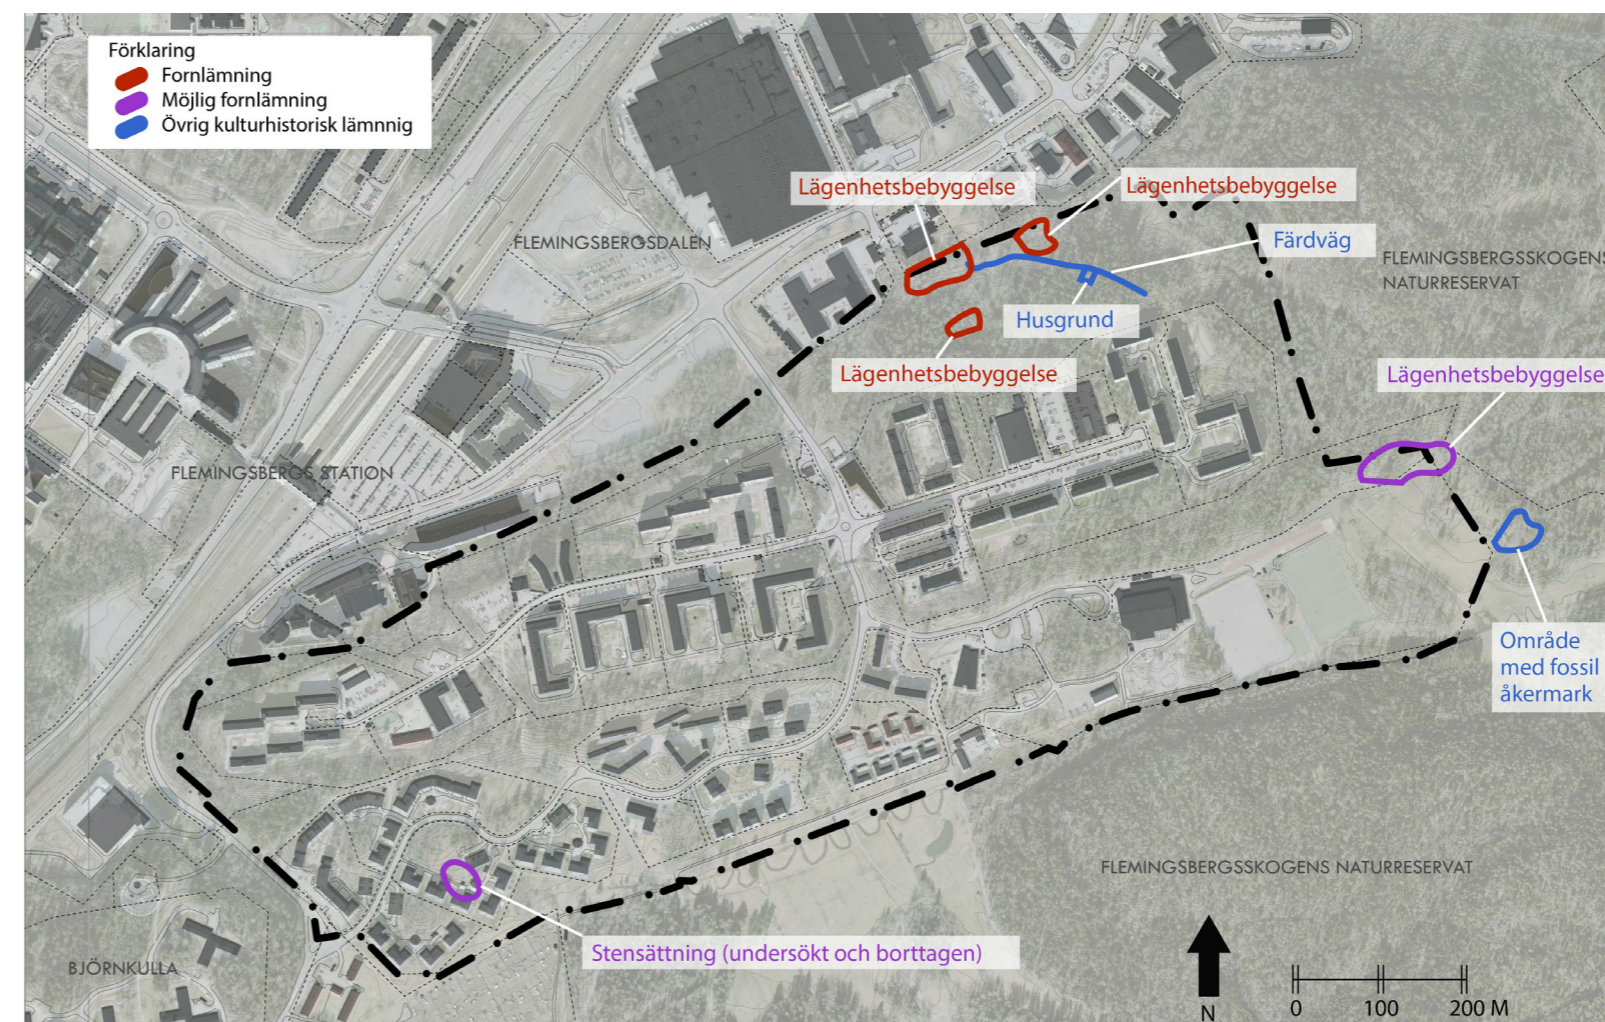 Förklaring
Fornlämning
Möjlig fornlämning
Övrig kulturhistorisk lämnnig
Lägenhetsbebyggelse
Lägenhetsbebyggelse
FLEMINGSBERGSDALEN
Färdväg
FLEMINGSBERGSSKOGENS
NATURRESERVAT
Husgrund
Lägenhetsbebyggelse
Lägenhetsbebyggelse
FLEMINGSBERGS STATION
Område
med fossil
åkermark
FLEMINGSBERGSSKOGENS NATURRESERVAT
Stensättning (undersökt och borttagen)
BJÖRNKULLA
N
0 100 200 M